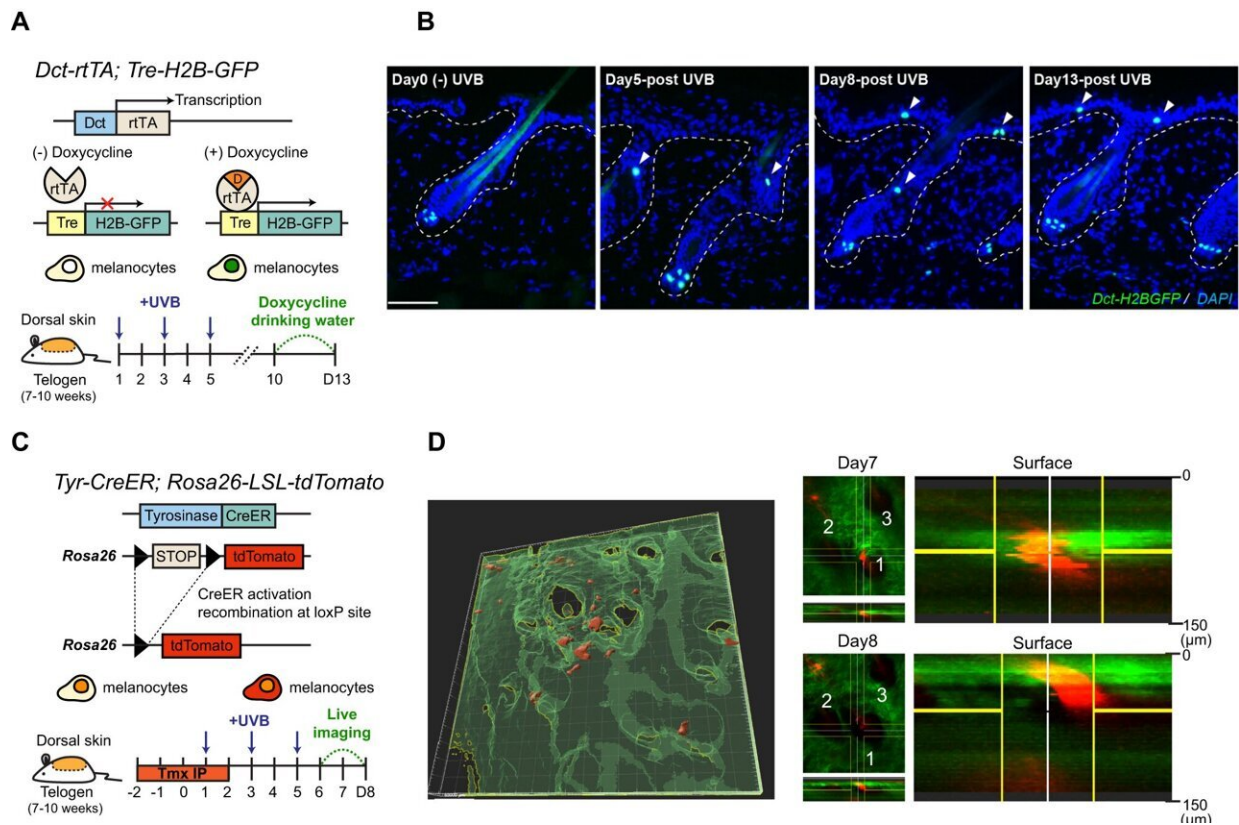 A
Dct-rtTA; Tre-H2B-GFP
Transcription
Dct
rtTA
(-) Doxycycline
(+) Doxycycline
rtTA
D
rtTA
Tre
H2B-GFP
Tre
H2B-GFP
melanocytes
melanocytes
+UVB
Doxycycline
drinking water
Dorsal skin
Telogen
(7-10 weeks)
1 2 3 4 5 10 D13
B
Day0 (-) UVB
Day5-post UVB
Day8-post UVB
Day13-post UVB
Dct-H2BGFP / DAPI
C
Tyr-CreER; Rosa26-LSL-tdTomato
Tyrosinase
CreER
Rosa26
STOP
tdTomato
CreER activation
recombination at loxP site
Rosa26
tdTomato
melanocytes
melanocytes
+UVB
Live
imaging
Dorsal skin
Tmx IP
Telogen
(7-10 weeks)
-2 -1 0 1 2 3 4 5 6 7 D8
D
Day7
2
3
1
Surface
0
150
(μm)
Day8
2
3
1
Surface
0
150
(μm)